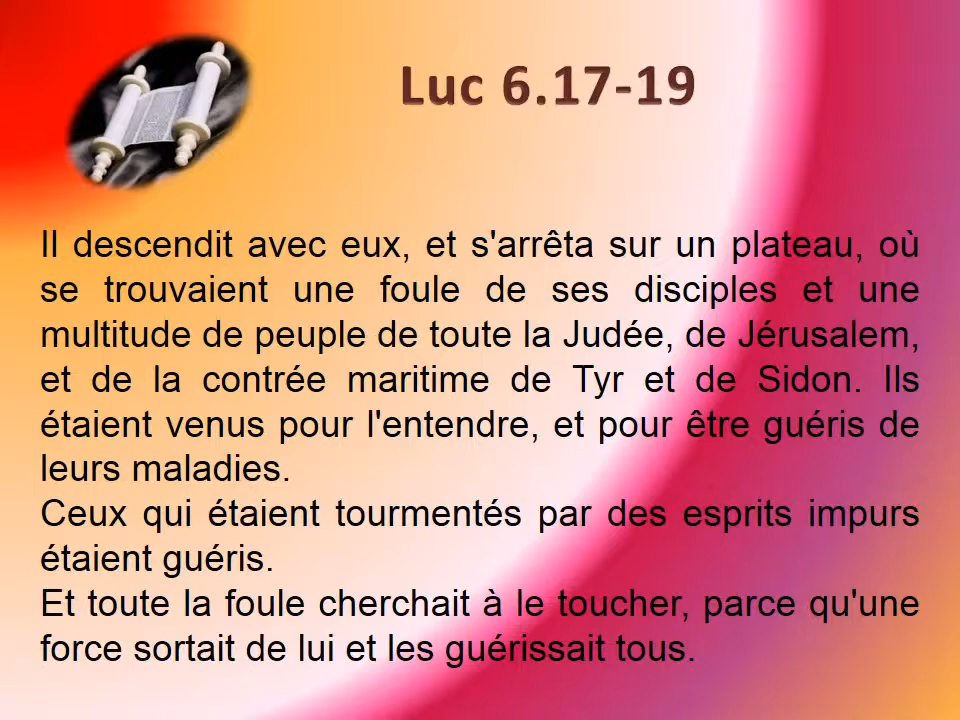 Luc 6.17-19
Il descendit avec eux, et s'arrêta sur un plateau, où
se trouvaient une foule de ses disciples et une
multitude de peuple de toute la Judée, de Jérusalem,
et de la contrée maritime de Tyr et de Sidon. Ils
étaient venus pour l'entendre, et pour être guéris de
leurs maladies.
Ceux qui étaient tourmentés par des esprits impurs
étaient guéris.
Et toute la foule cherchait à le toucher, parce qu'une
force sortait de lui et les guérissait tous.